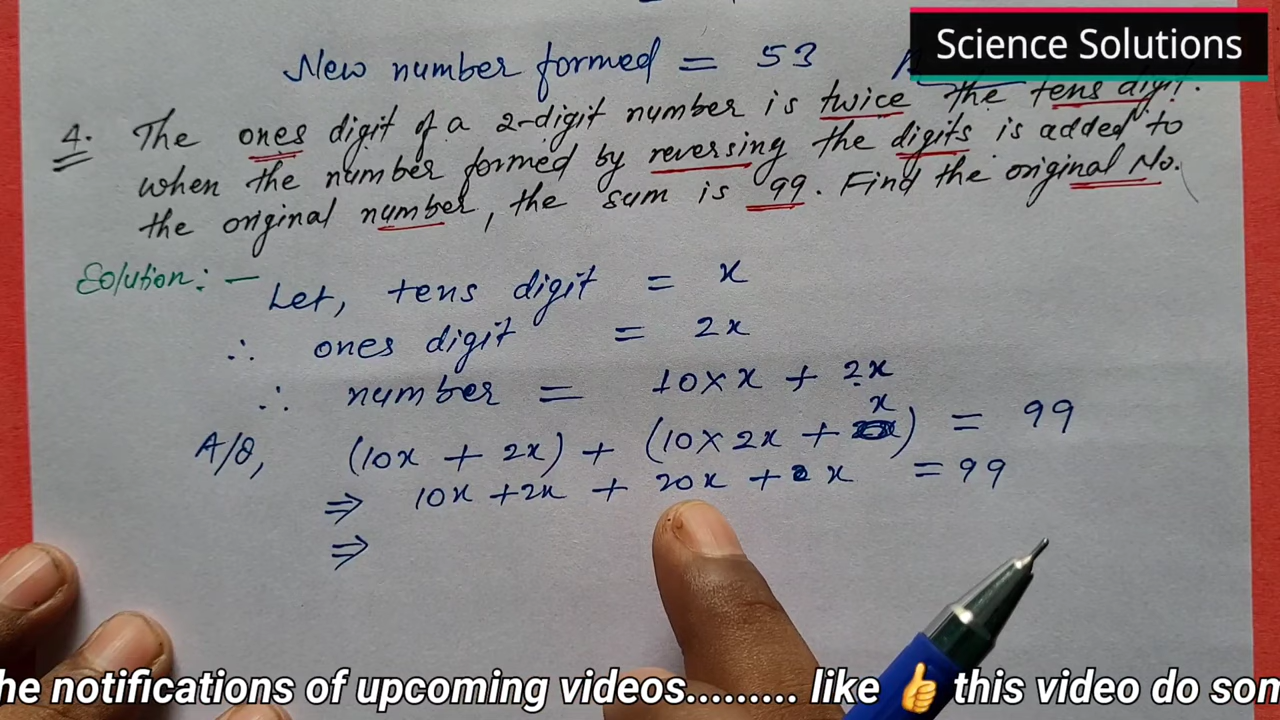 Science Solutions
New number formed = 53
4. The ones digit of a 2-digit number is twice the tens digit.
when the number formed by reversing the digits is added to
the original number, the sum is 99. Find the original No.
Solution:-
Let, tens digit = x
∴ ones digit = 2x
∴ number = 10×x + 2x
A/Q, (10x + 2x) + (10×2x + x) = 99
⇒ 10x + 2x + 20x + x = 99
⇒
he notifications of upcoming videos......... like 👍 this video do som